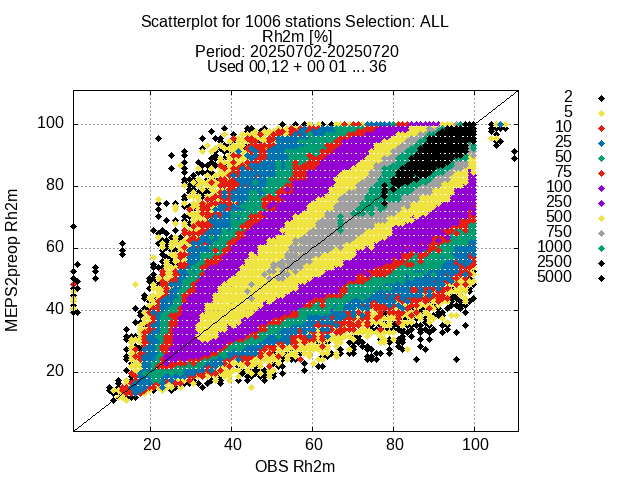 Scatterplot for 1006 stations Selection: ALL
Rh2m [%]
Period: 20250702-20250720
Used 00,12 + 00 01 ... 36
2
5
10
25
50
75
100
250
500
750
1000
2500
5000
100
80
60
40
20
MEPS2preop Rh2m
20 40 60 80 100
OBS Rh2m